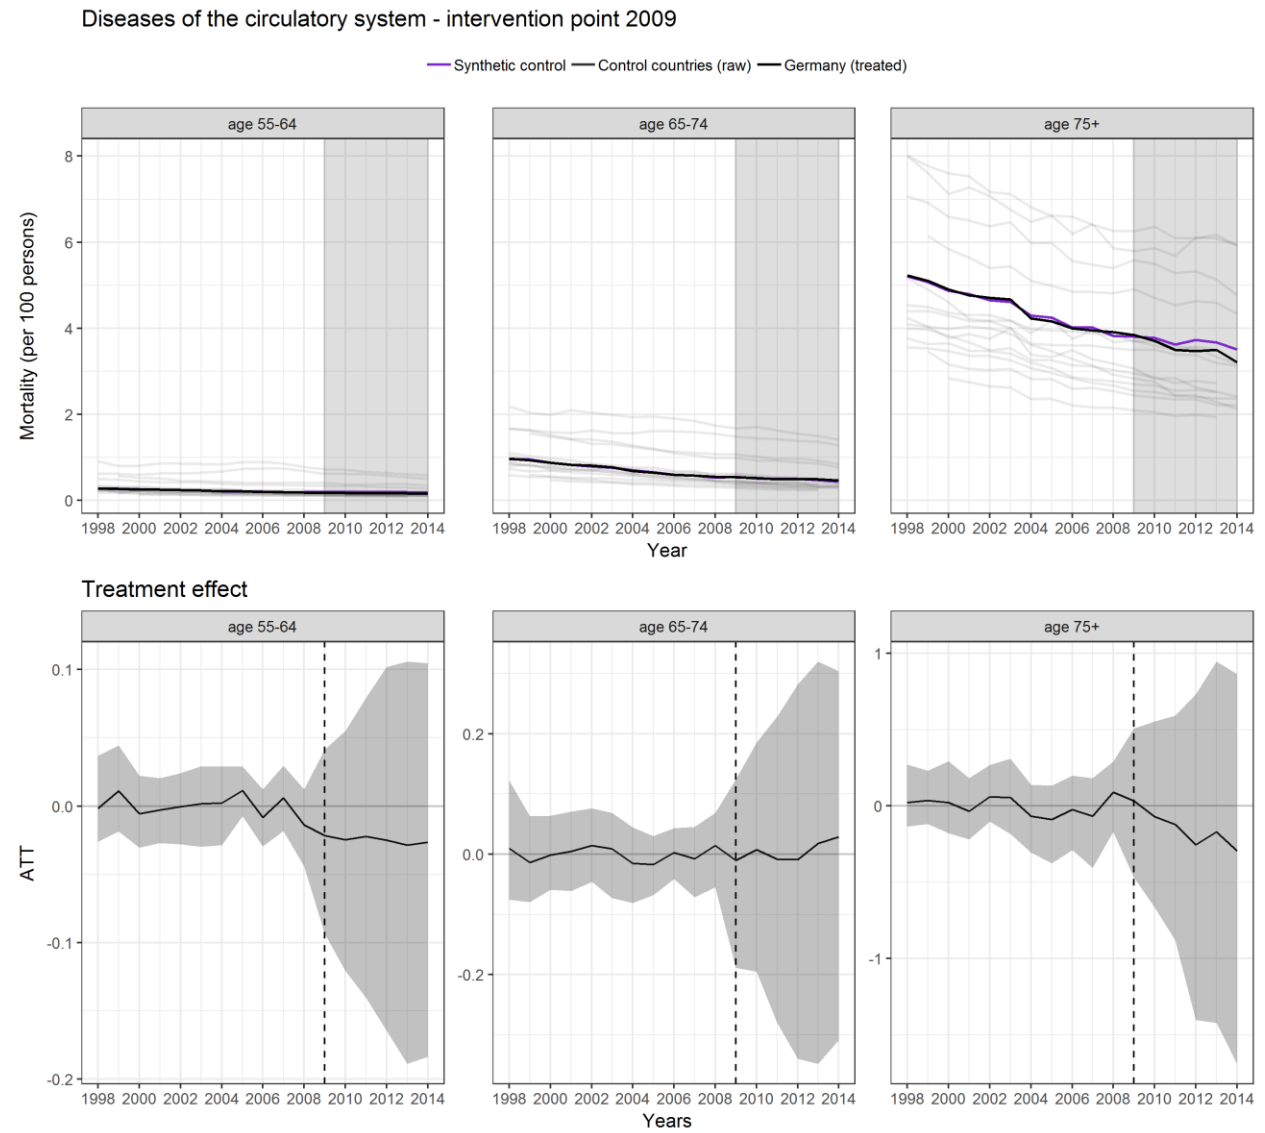 Diseases of the circulatory system - intervention point 2009
Synthetic control Control countries (raw) Germany (treated)
age 55-64 age 65-74 age 75+
Mortality (per 100 persons)
8
6
4
2
0
1998 2000 2002 2004 2006 2008 2010 2012 2014 1998 2000 2002 2004 2006 2008 2010 2012 2014 1998 2000 2002 2004 2006 2008 2010 2012 2014
Year
Treatment effect
age 55-64 age 65-74 age 75+
ATT
0.1
0.0
-0.1
-0.2
0.2
0.0
-0.2
1
0
-1
1998 2000 2002 2004 2006 2008 2010 2012 2014 1998 2000 2002 2004 2006 2008 2010 2012 2014 1998 2000 2002 2004 2006 2008 2010 2012 2014
Years